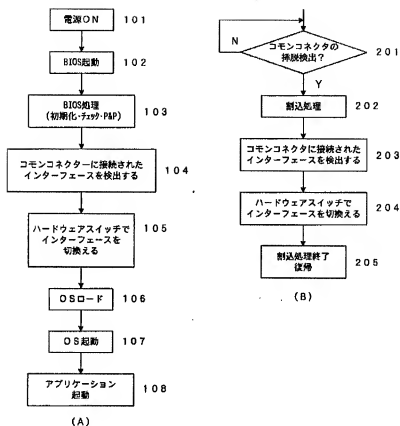 電源ON 101
BIOS起動 102
BIOS処理
(初期化・チェック・P&P) 103
コモンコネクターに接続された
インターフェースを検出する 104
ハードウェアスイッチで
インターフェースを
切換える 105
OSロード 106
OS起動 107
アプリケーション
起動 108
(A)
コモンコネクタの
挿脱検出? 201
N
Y
割込処理 202
コモンコネクタに接続された
インターフェースを検出する 203
ハードウェアスイッチで
インターフェースを切換える 204
割込処理終了
復帰 205
(B)